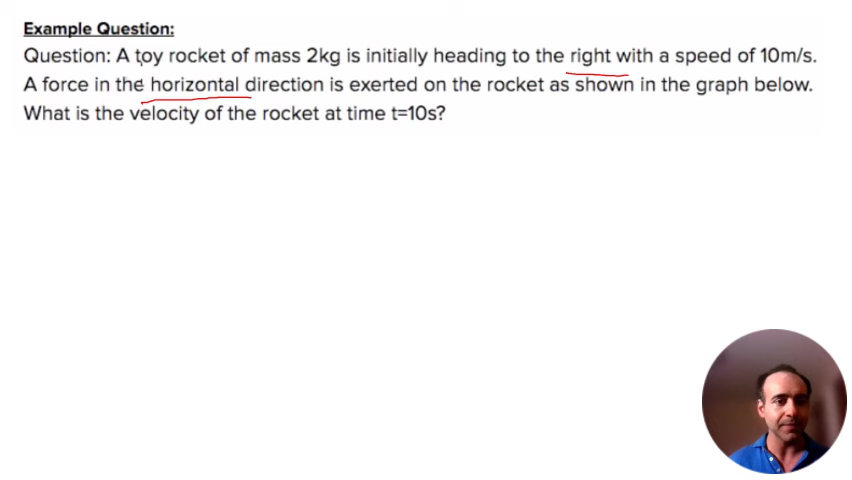 Example Question:
Question: A toy rocket of mass 2kg is initially heading to the right with a speed of 10m/s.
A force in the horizontal direction is exerted on the rocket as shown in the graph below.
What is the velocity of the rocket at time t=10s?